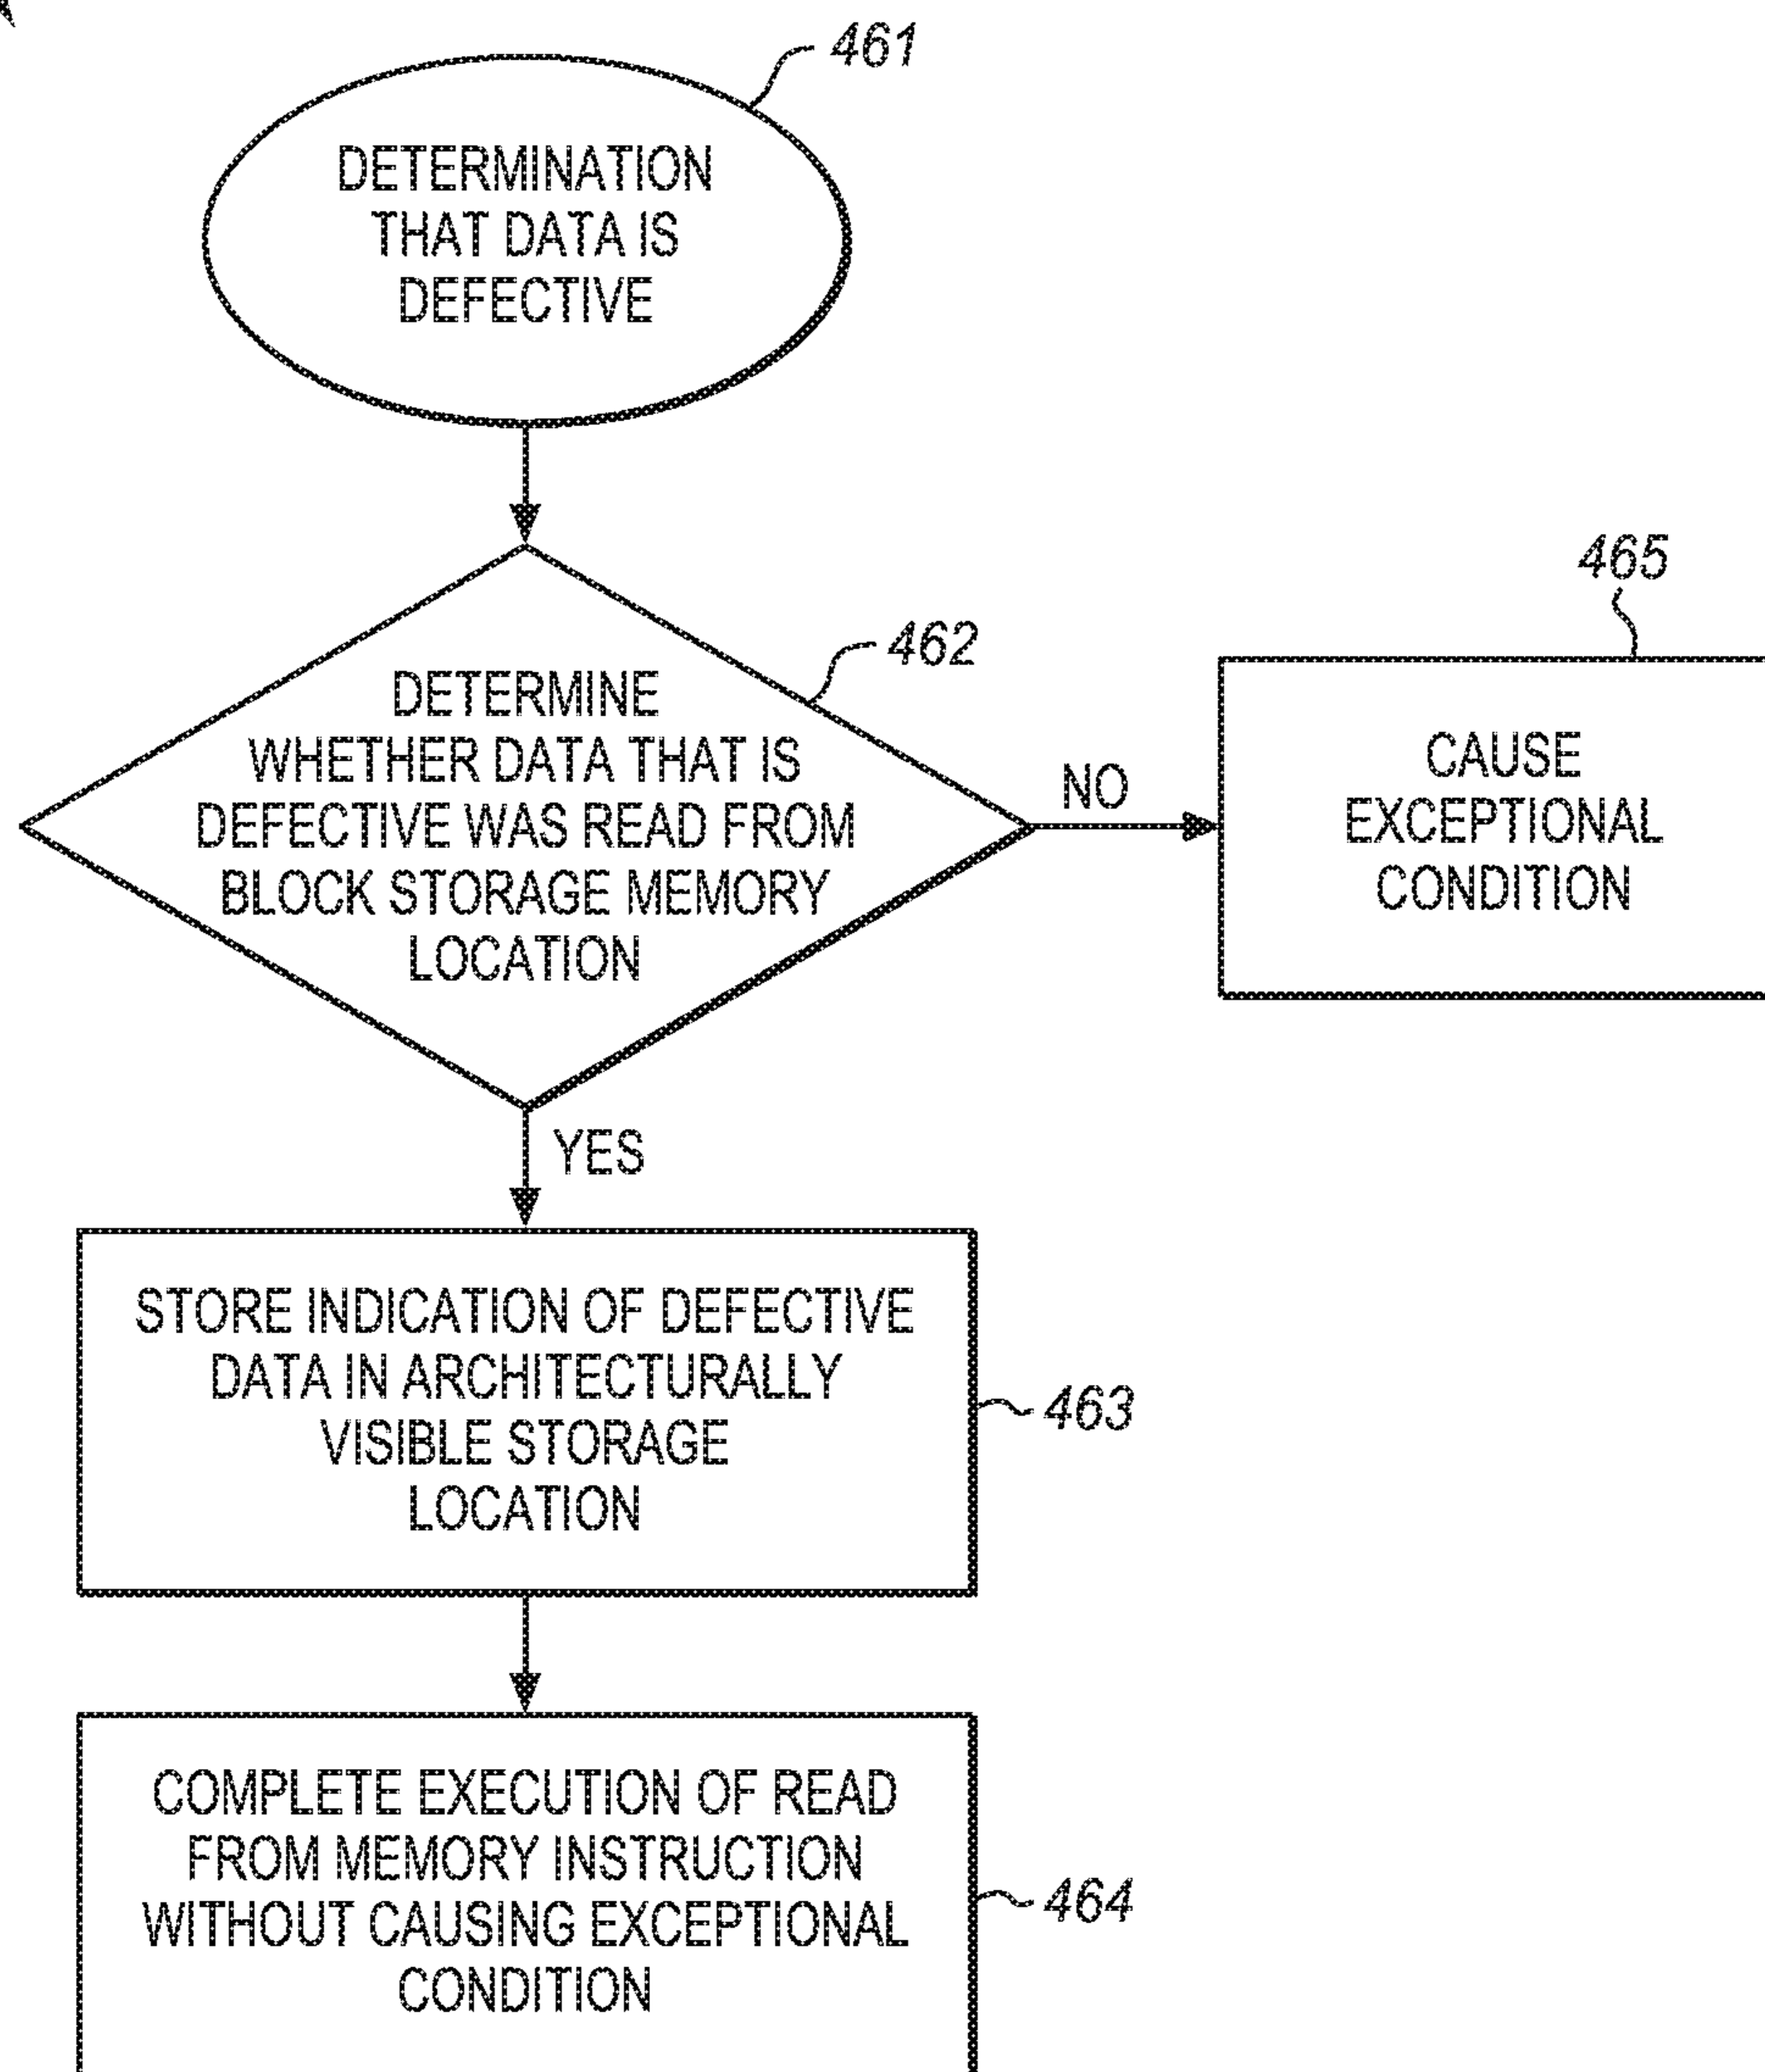 461
DETERMINATION
THAT DATA IS
DEFECTIVE
462
DETERMINE
WHETHER DATA THAT IS
DEFECTIVE WAS READ FROM
BLOCK STORAGE MEMORY
LOCATION
NO
465
CAUSE
EXCEPTIONAL
CONDITION
YES
STORE INDICATION OF DEFECTIVE
DATA IN ARCHITECTURALLY
VISIBLE STORAGE
LOCATION
463
COMPLETE EXECUTION OF READ
FROM MEMORY INSTRUCTION
WITHOUT CAUSING EXCEPTIONAL
CONDITION
464